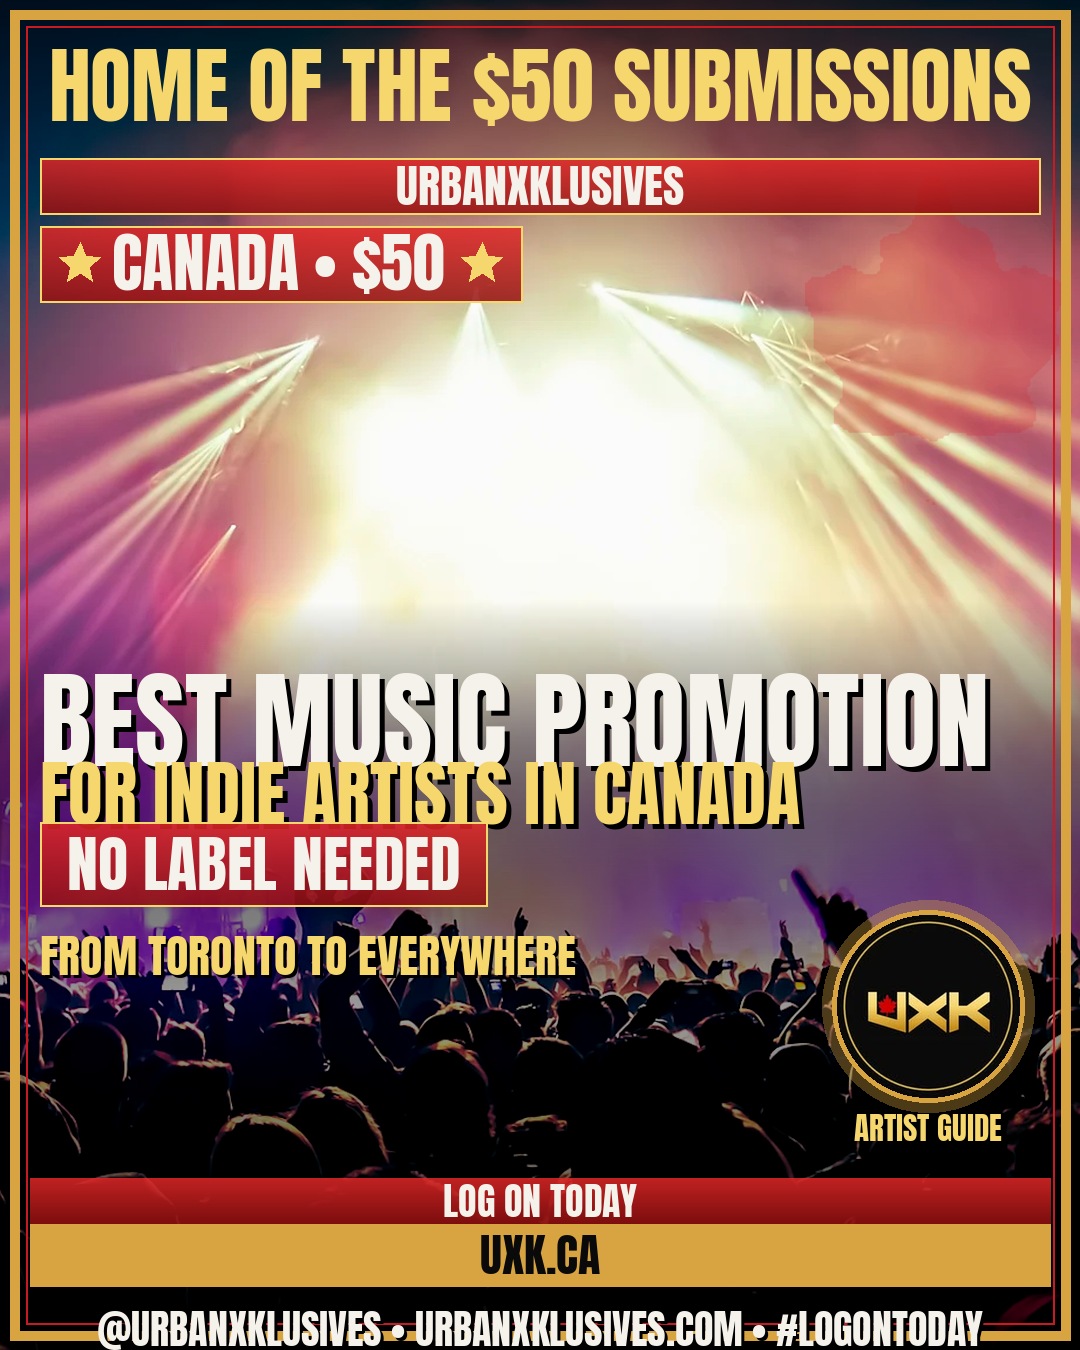 HOME OF THE $50 SUBMISSIONS
URBANXKLUSIVES
CANADA • $50
BEST MUSIC PROMOTION
FOR INDIE ARTISTS IN CANADA
NO LABEL NEEDED
FROM TORONTO TO EVERYWHERE
UXK
ARTIST GUIDE
LOG ON TODAY
UXK.CA
@URBANXKLUSIVES • URBANXKLUSIVES.COM • #LOGONTODAY